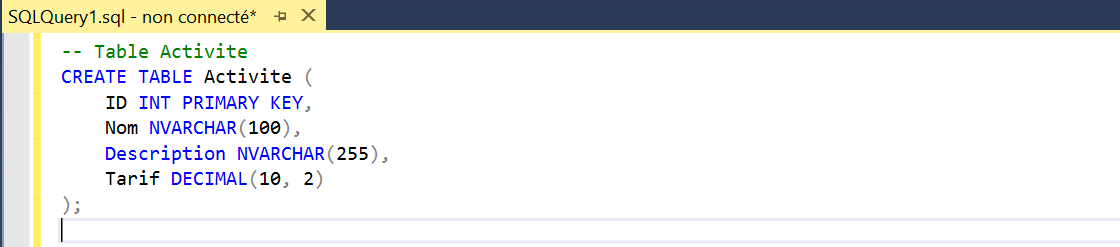 SQLQuery1.sql - non connecté*
-- Table Activite
CREATE TABLE Activite (
    ID INT PRIMARY KEY,
    Nom NVARCHAR(100),
    Description NVARCHAR(255),
    Tarif DECIMAL(10, 2)
);